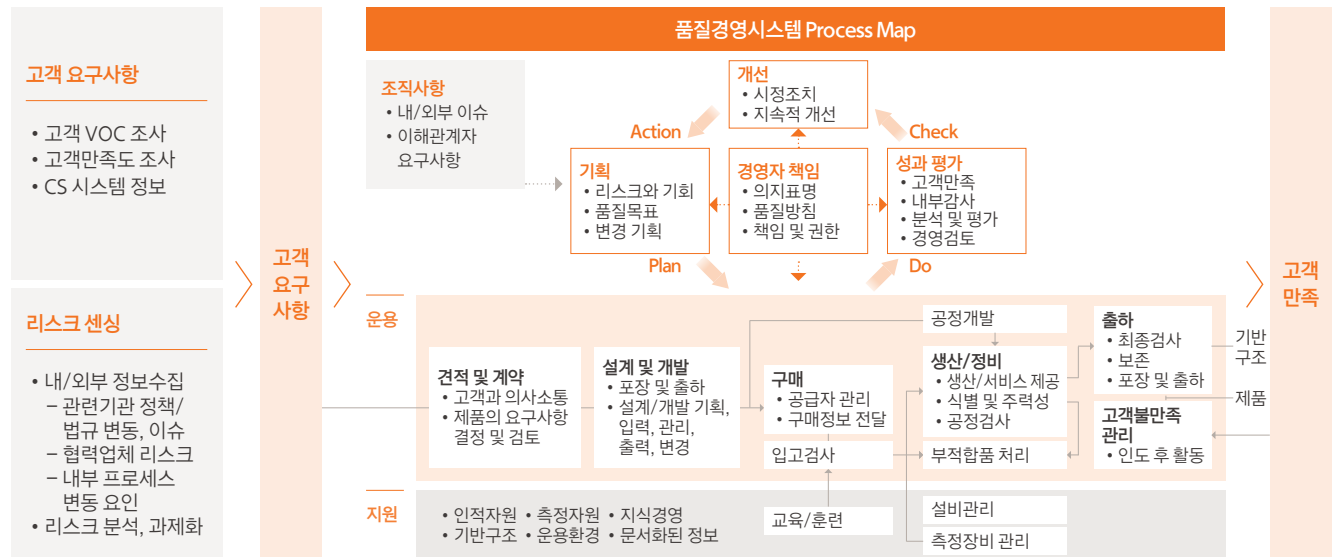 고객 요구사항
• 고객 VOC 조사
• 고객만족도 조사
• CS 시스템 정보
리스크 센싱
• 내/외부 정보수집
– 관련기관 정책/
법규 변동, 이슈
– 협력업체 리스크
– 내부 프로세스
변동 요인
• 리스크 분석, 과제화
고객
요구
사항
품질경영시스템 Process Map
조직사항
• 내/외부 이슈
• 이해관계자
요구사항
개선
• 시정조치
• 지속적 개선
Action
Check
기획
• 리스크와 기회
• 품질목표
• 변경 기획
경영자 책임
• 의지표명
• 품질방침
• 책임 및 권한
성과 평가
• 고객만족
• 내부감사
• 분석 및 평가
• 경영검토
Plan
Do
운용
견적 및 계약
• 고객과 의사소통
• 제품의 요구사항
결정 및 검토
설계 및 개발
• 포장 및 출하
• 설계/개발 기획,
입력, 관리,
출력, 변경
구매
• 공급자 관리
• 구매정보 전달
입고검사
공정개발
생산/정비
• 생산/서비스 제공
• 식별 및 주력성
• 공정검사
부적합품 처리
출하
• 최종검사
• 보존
• 포장 및 출하
고객불만족
관리
• 인도 후 활동
기반
구조
제품
지원
• 인적자원 • 측정자원 • 지식경영
• 기반구조 • 운용환경 • 문서화된 정보
교육/훈련
설비관리
측정장비 관리
고객
만족